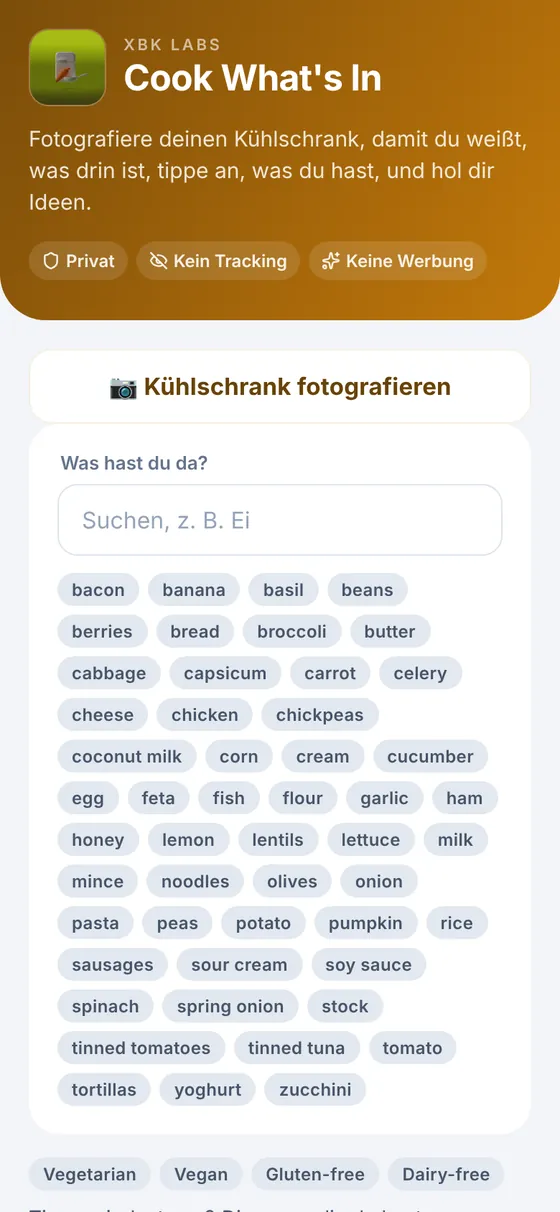 XBK LABS
Cook What's In
Fotografiere deinen Kühlschrank, damit du weißt,
was drin ist, tippe an, was du hast, und hol dir
Ideen.
Privat Kein Tracking Keine Werbung
Kühlschrank fotografieren
Was hast du da?
Suchen, z. B. Ei
bacon banana basil beans
berries bread broccoli butter
cabbage capsicum carrot celery
cheese chicken chickpeas
coconut milk corn cream cucumber
egg feta fish flour garlic ham
honey lemon lentils lettuce milk
mince noodles olives onion
pasta peas potato pumpkin rice
sausages sour cream soy sauce
spinach spring onion stock
tinned tomatoes tinned tuna tomato
tortillas yoghurt zucchini
Vegetarian Vegan Gluten-free Dairy-free